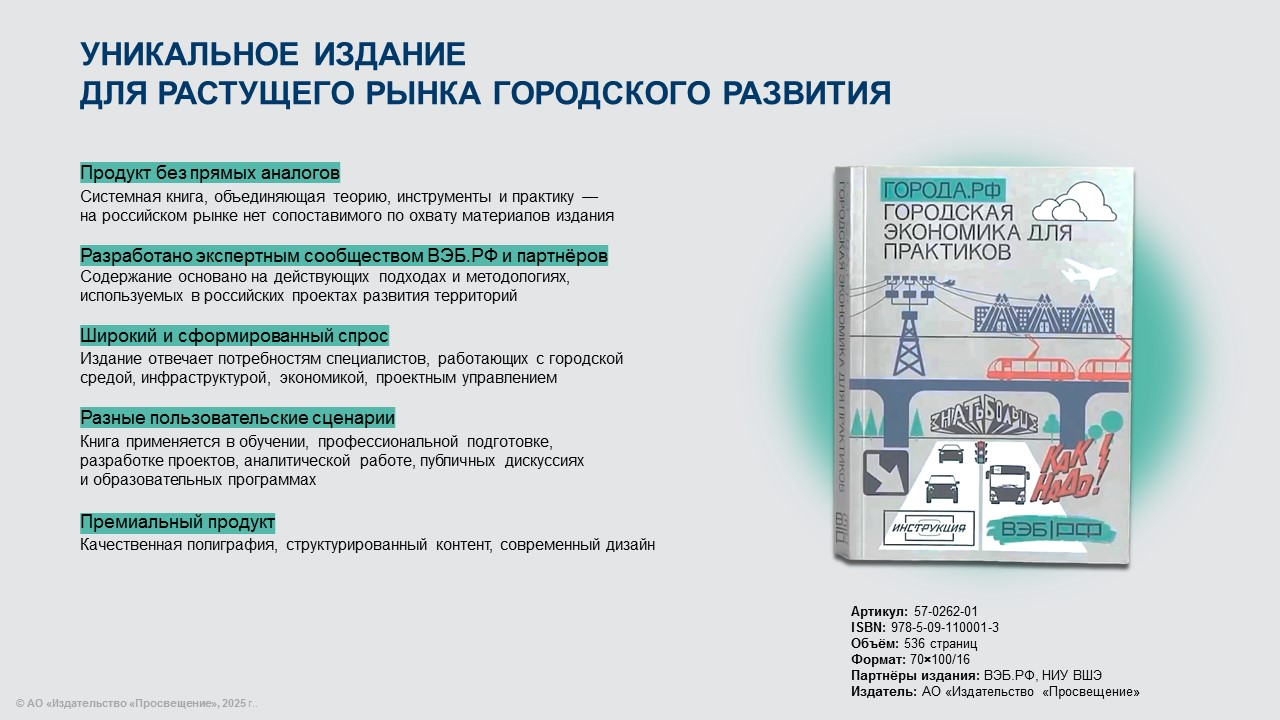 УНИКАЛЬНОЕ ИЗДАНИЕ
ДЛЯ РАСТУЩЕГО РЫНКА ГОРОДСКОГО РАЗВИТИЯ
Продукт без прямых аналогов
Системная книга, объединяющая теорию, инструменты и практику —
на российском рынке нет сопоставимого по охвату материалов издания
Разработано экспертным сообществом ВЭБ.РФ и партнёров
Содержание основано на действующих подходах и методологиях,
используемых в российских проектах развития территорий
Широкий и сформированный спрос
Издание отвечает потребностям специалистов, работающих с городской
средой, инфраструктурой, экономикой, проектным управлением
Разные пользовательские сценарии
Книга применяется в обучении, профессиональной подготовке,
разработке проектов, аналитической работе, публичных дискуссиях
и образовательных программах
Премиальный продукт
Качественная полиграфия, структурированный контент, современный дизайн
ГОРОДА.РФ
ГОРОДСКАЯ
ЭКОНОМИКА ДЛЯ
ПРАКТИКОВ
ГОРОДСКАЯ ЭКОНОМИКА ДЛЯ ПРАКТИКОВ
ЗНАТЬ БОЛЬШЕ
КАК
НАДО!
ИНСТРУКЦИЯ
ВЭБ|РФ
Артикул: 57-0262-01
ISBN: 978-5-09-110001-3
Объём: 536 страниц
Формат: 70×100/16
Партнёры издания: ВЭБ.РФ, НИУ ВШЭ
Издатель: АО «Издательство «Просвещение»
© АО «Издательство «Просвещение», 2025 г..